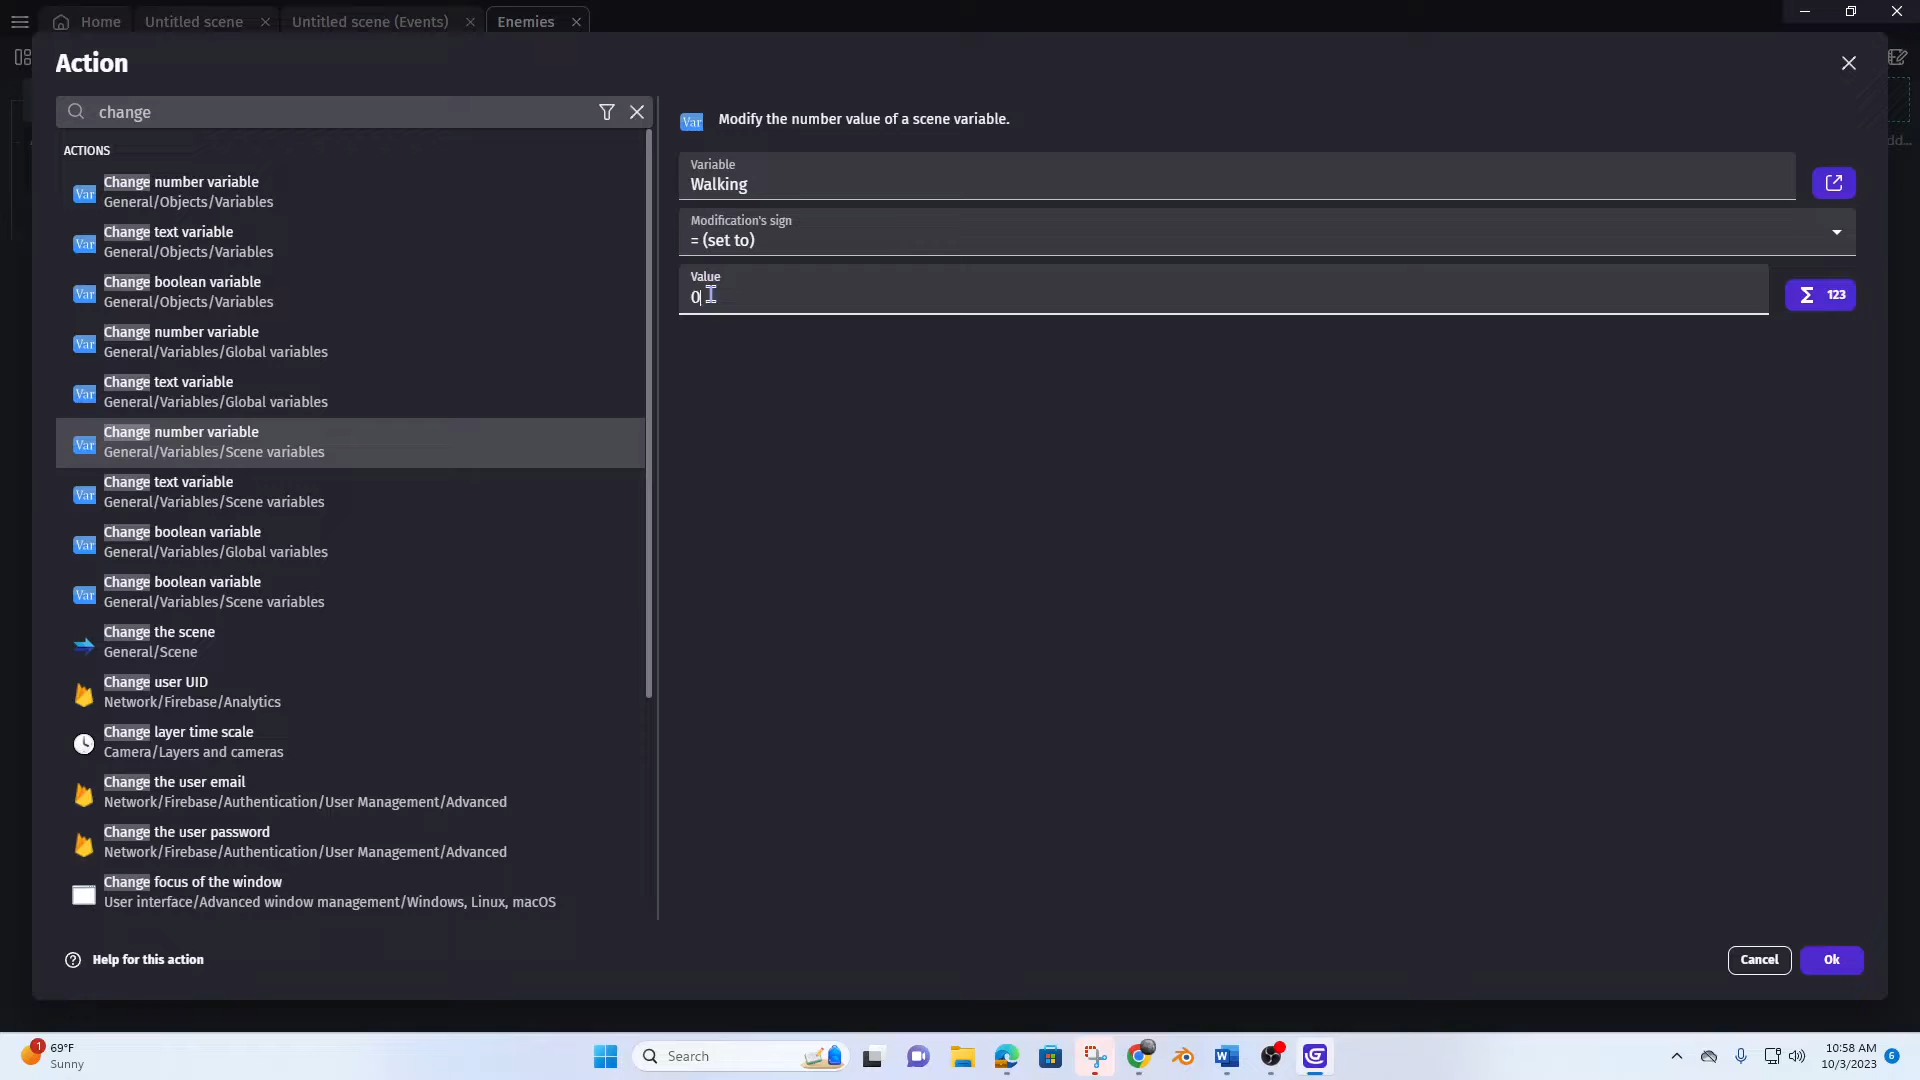 Home
Untitled scene
Untitled scene (Events)
Enemies
Action
change
ACTIONS
Change number variable
General/Objects/Variables
Change text variable
General/Objects/Variables
Change boolean variable
General/Objects/Variables
Change number variable
General/Variables/Global variables
Change text variable
General/Variables/Global variables
Change number variable
General/Variables/Scene variables
Change text variable
General/Variables/Scene variables
Change boolean variable
General/Variables/Global variables
Change boolean variable
General/Variables/Scene variables
Change the scene
General/Scene
Change user UID
Network/Firebase/Analytics
Change layer time scale
Camera/Layers and cameras
Change the user email
Network/Firebase/Authentication/User Management/Advanced
Change the user password
Network/Firebase/Authentication/User Management/Advanced
Change focus of the window
User interface/Advanced window management/Windows, Linux, macOS
Var Modify the number value of a scene variable.
Variable
Walking
Modification's sign
= (set to)
Value
0
Σ 123
Help for this action
Cancel
Ok
1
69°F
Sunny
Search
10:58 AM
10/3/2023
6